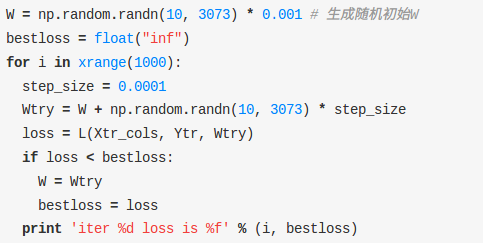 W = np.random.randn(10, 3073) * 0.001 # 生成随机初始W
bestloss = float("inf")
for i in xrange(1000):
  step_size = 0.0001
  Wtry = W + np.random.randn(10, 3073) * step_size
  loss = L(Xtr_cols, Ytr, Wtry)
  if loss < bestloss:
    W = Wtry
    bestloss = loss
  print 'iter %d loss is %f' % (i, bestloss)